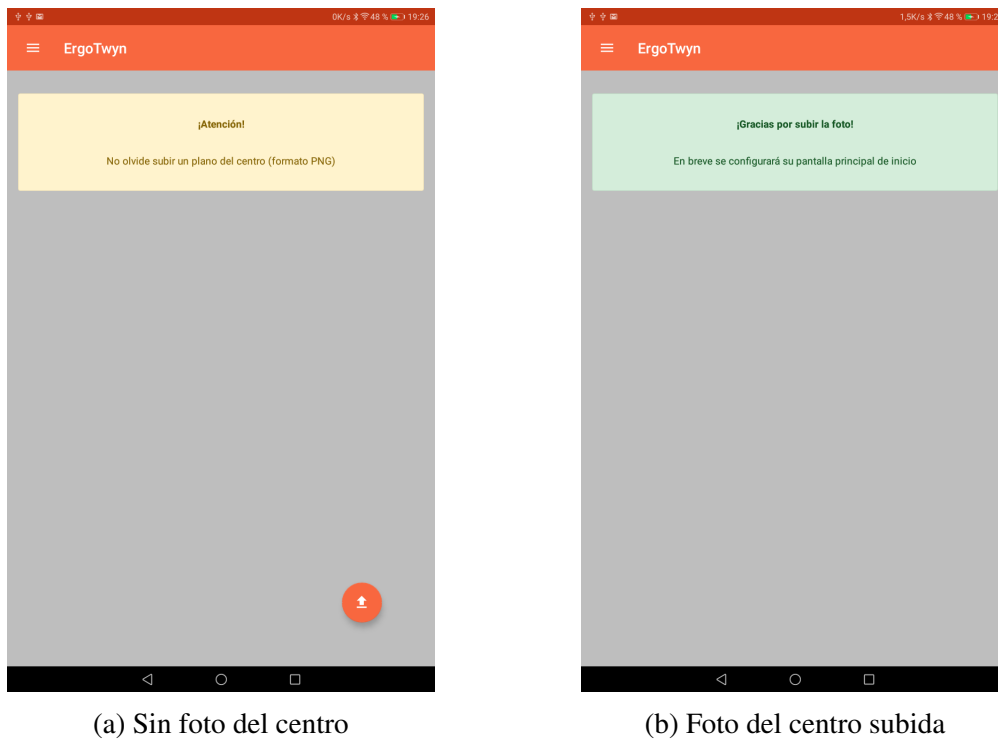 0K/s 48 % 19:26
ErgoTwyn
¡Atención!
No olvide subir un plano del centro (formato PNG)
(a) Sin foto del centro
1,5K/s 48 % 19:2
ErgoTwyn
¡Gracias por subir la foto!
En breve se configurará su pantalla principal de inicio
(b) Foto del centro subida